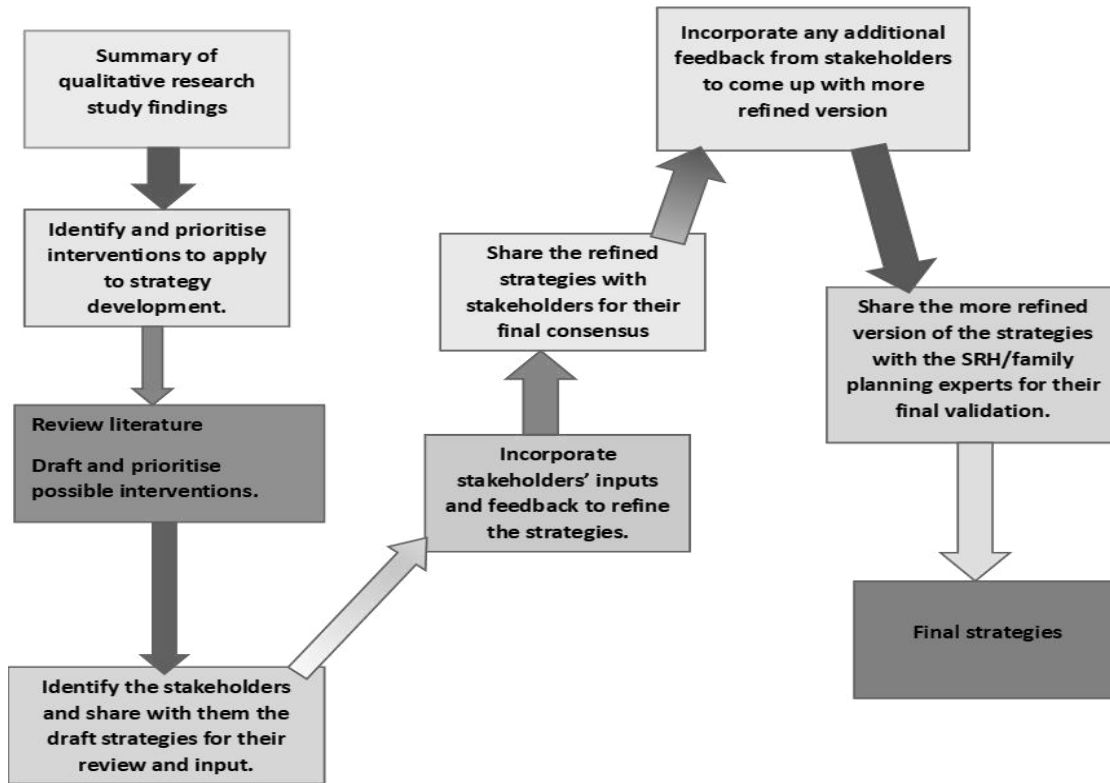 Summary of
qualitative research
study findings
Identify and prioritise
interventions to apply
to strategy
development.
Review literature
Draft and prioritise
possible interventions.
Identify the stakeholders
and share with them the
draft strategies for their
review and input.
Incorporate
stakeholders’ inputs
and feedback to refine
the strategies.
Share the refined
strategies with
stakeholders for their
final consensus
Incorporate any additional
feedback from stakeholders
to come up with more
refined version
Share the more refined
version of the strategies
with the SRH/family
planning experts for their
final validation.
Final strategies